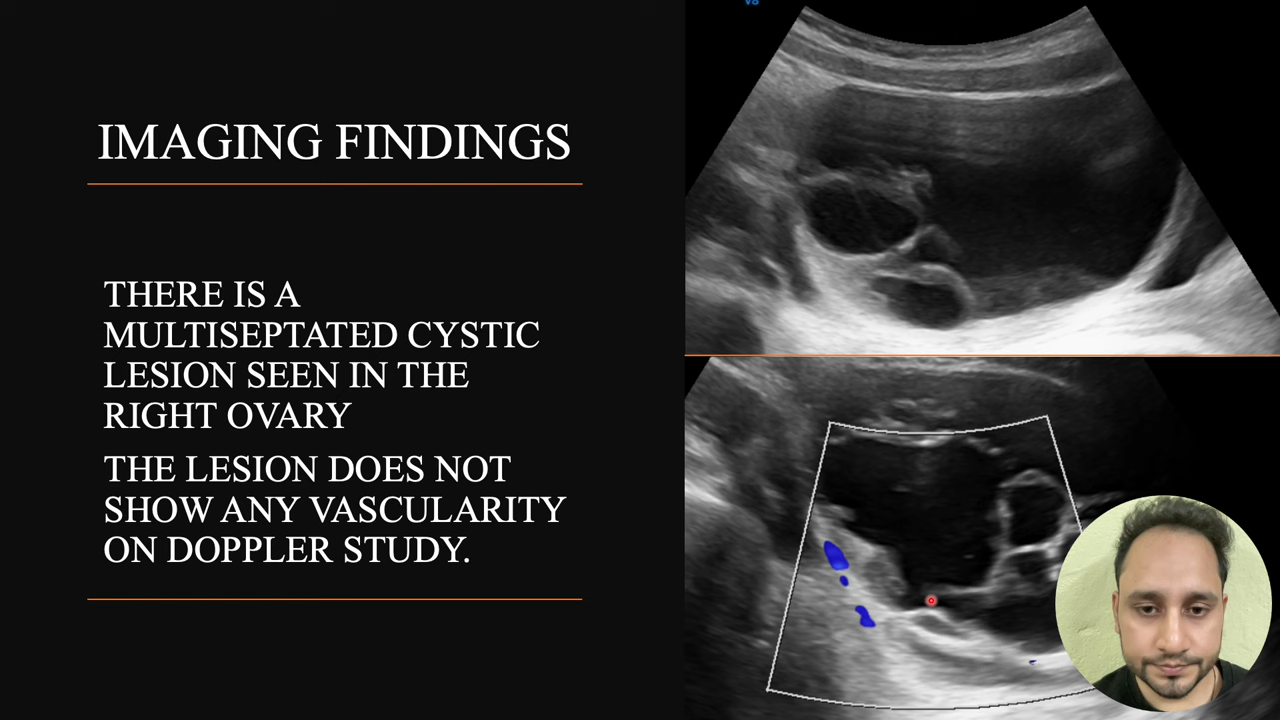 IMAGING FINDINGS
THERE IS A
MULTISEPTATED CYSTIC
LESION SEEN IN THE
RIGHT OVARY
THE LESION DOES NOT
SHOW ANY VASCULARITY
ON DOPPLER STUDY.